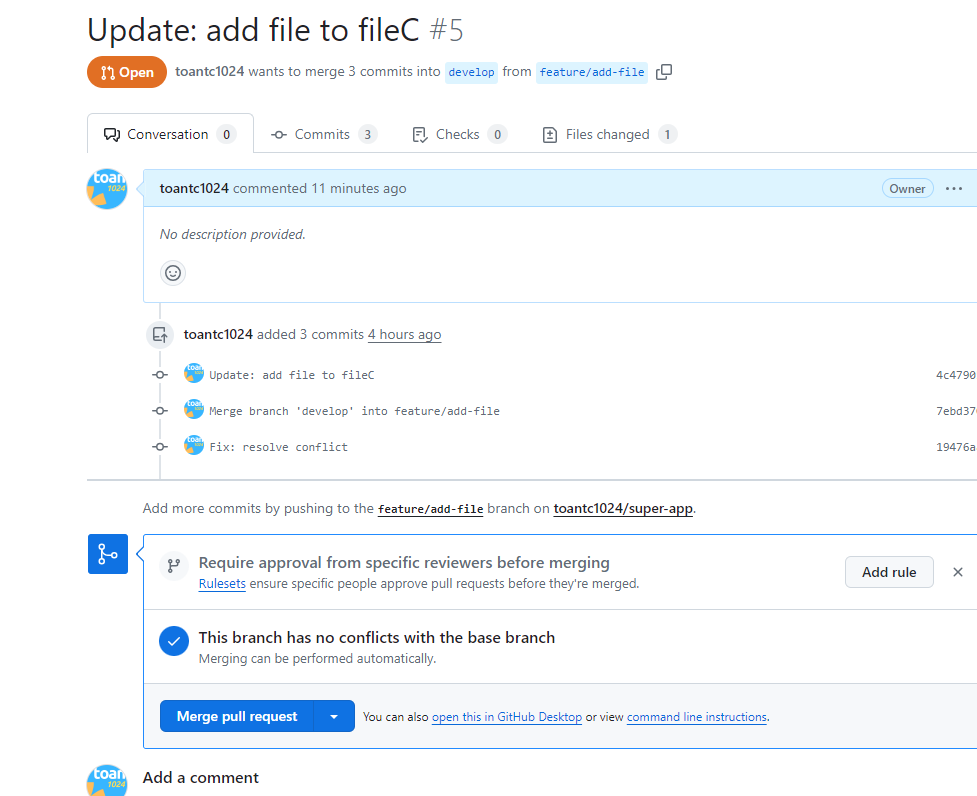 Update: add file to fileC #5
Open toantc1024 wants to merge 3 commits into develop from feature/add-file
Conversation 0 Commits 3 Checks 0 Files changed 1
toan
1024
toantc1024 commented 11 minutes ago Owner
No description provided.
toantc1024 added 3 commits 4 hours ago
Update: add file to fileC 4c4790
Merge branch 'develop' into feature/add-file
Fix: resolve conflict 19476a
Add more commits by pushing to the feature/add-file branch on toantc1024/super-app.
Require approval from specific reviewers before merging
Rulesets ensure specific people approve pull requests before they're merged. Add rule
This branch has no conflicts with the base branch
Merging can be performed automatically.
Merge pull request You can also open this in GitHub Desktop or view command line instructions.
toan
1024
Add a comment